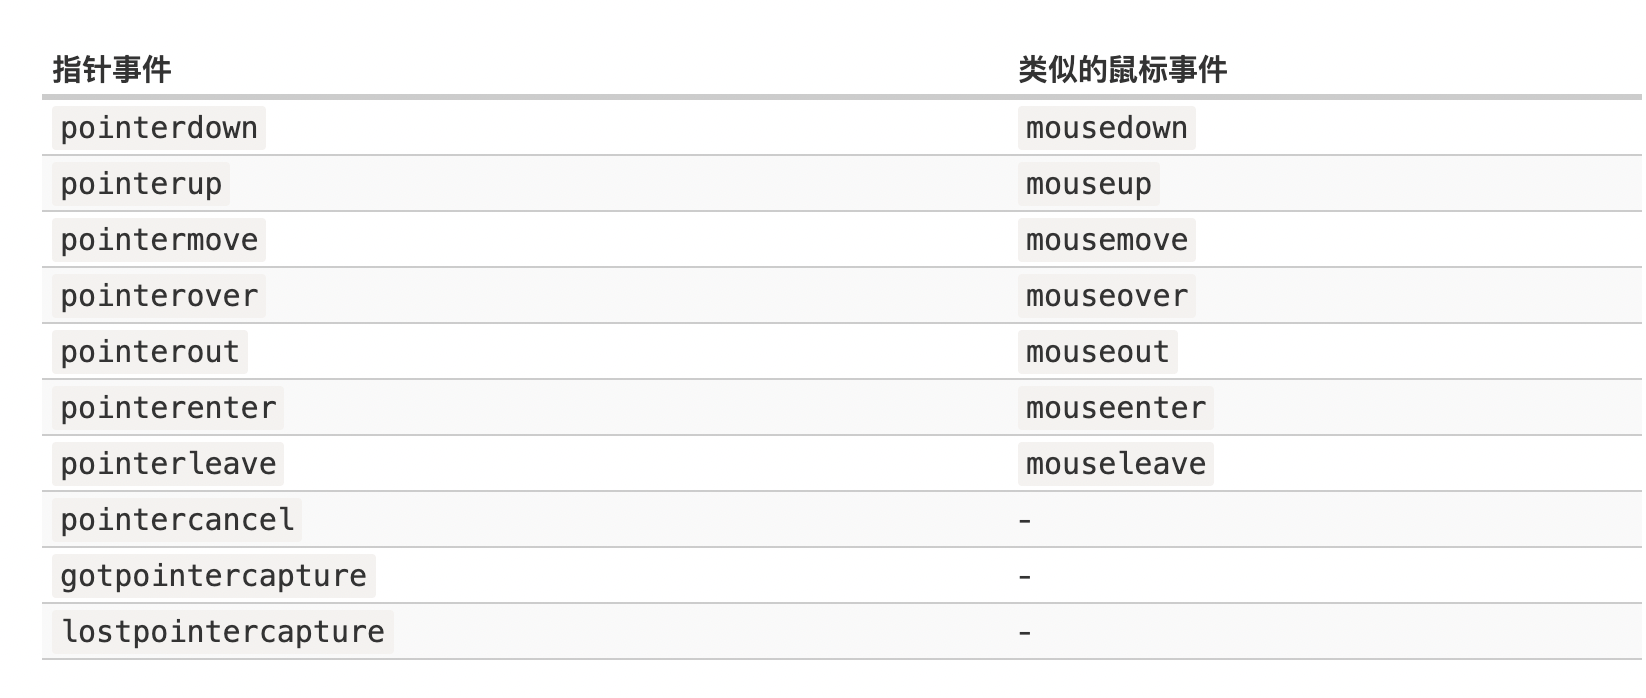 指针事件 类似的鼠标事件
pointerdown mousedown
pointerup mouseup
pointermove mousemove
pointerover mouseover
pointerout mouseout
pointerenter mouseenter
pointerleave mouseleave
pointercancel -
gotpointercapture -
lostpointercapture -